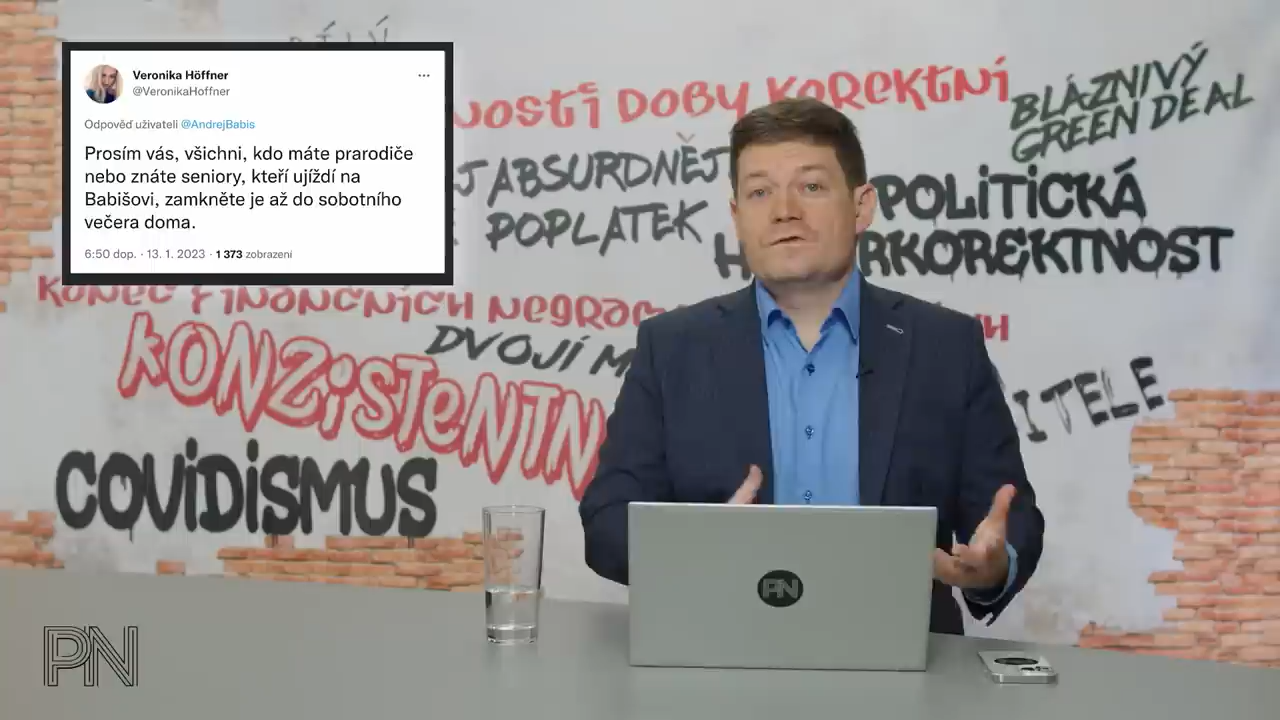 Veronika Höffner
@VeronikaHoffner
Odpověď uživateli @AndrejBabis
Prosím vás, všichni, kdo máte prarodiče
nebo znáte seniory, kteří ujíždí na
Babišovi, zamkněte je až do sobotního
večera doma.
6:50 dop. · 13. 1. 2023 · 1 373 zobrazení
DOBY KOREKTNÍ
BLÁZNIVÝ
GREEN DEAL
POPLATEK
POLITICKÁ
KONEC FINANČNÍCH
DVOJÍ
COVIDISMUS
PN
PN